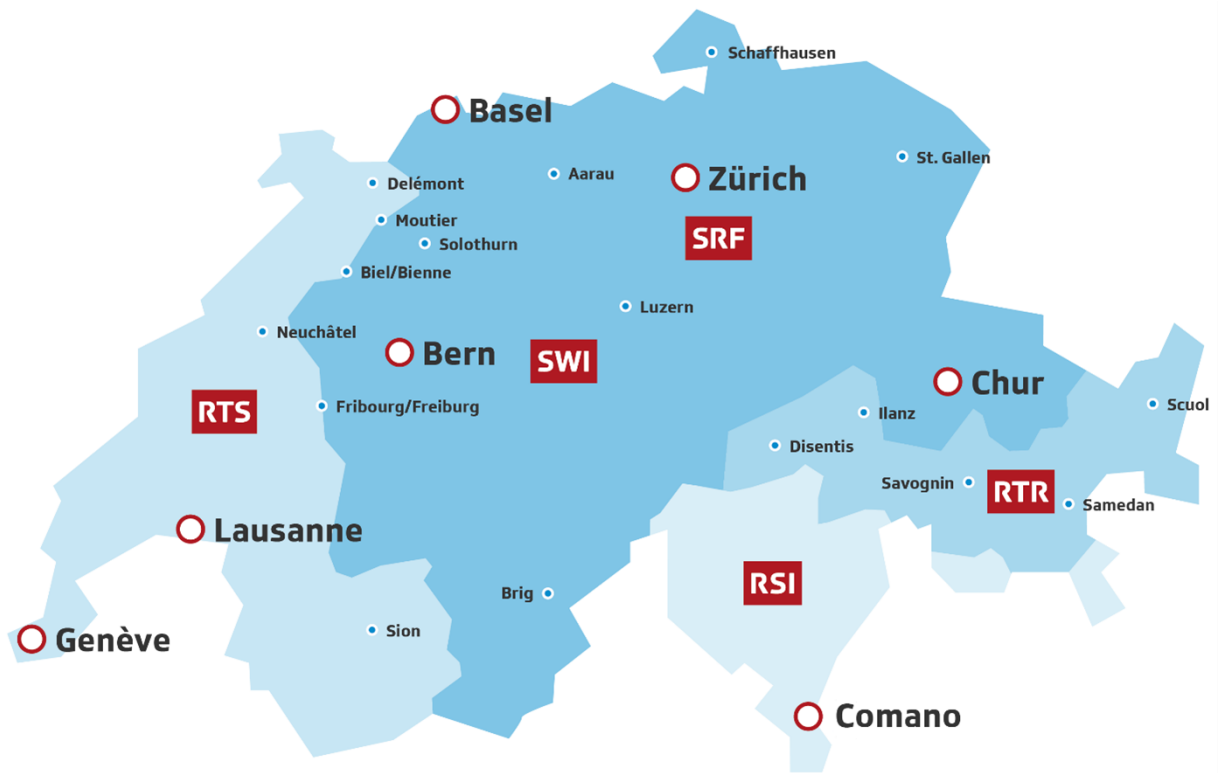 Schaffhausen
Basel
St. Gallen
Aarau
Zürich
Delémont
Moutier
SRF
Solothurn
Biel/Bienne
Luzern
Neuchâtel
Bern
SWI
Chur
Scuol
RTS
Fribourg/Freiburg
Ilanz
Disentis
Savognin
RTR
Samedan
Lausanne
RSI
Brig
Sion
Genève
Comano